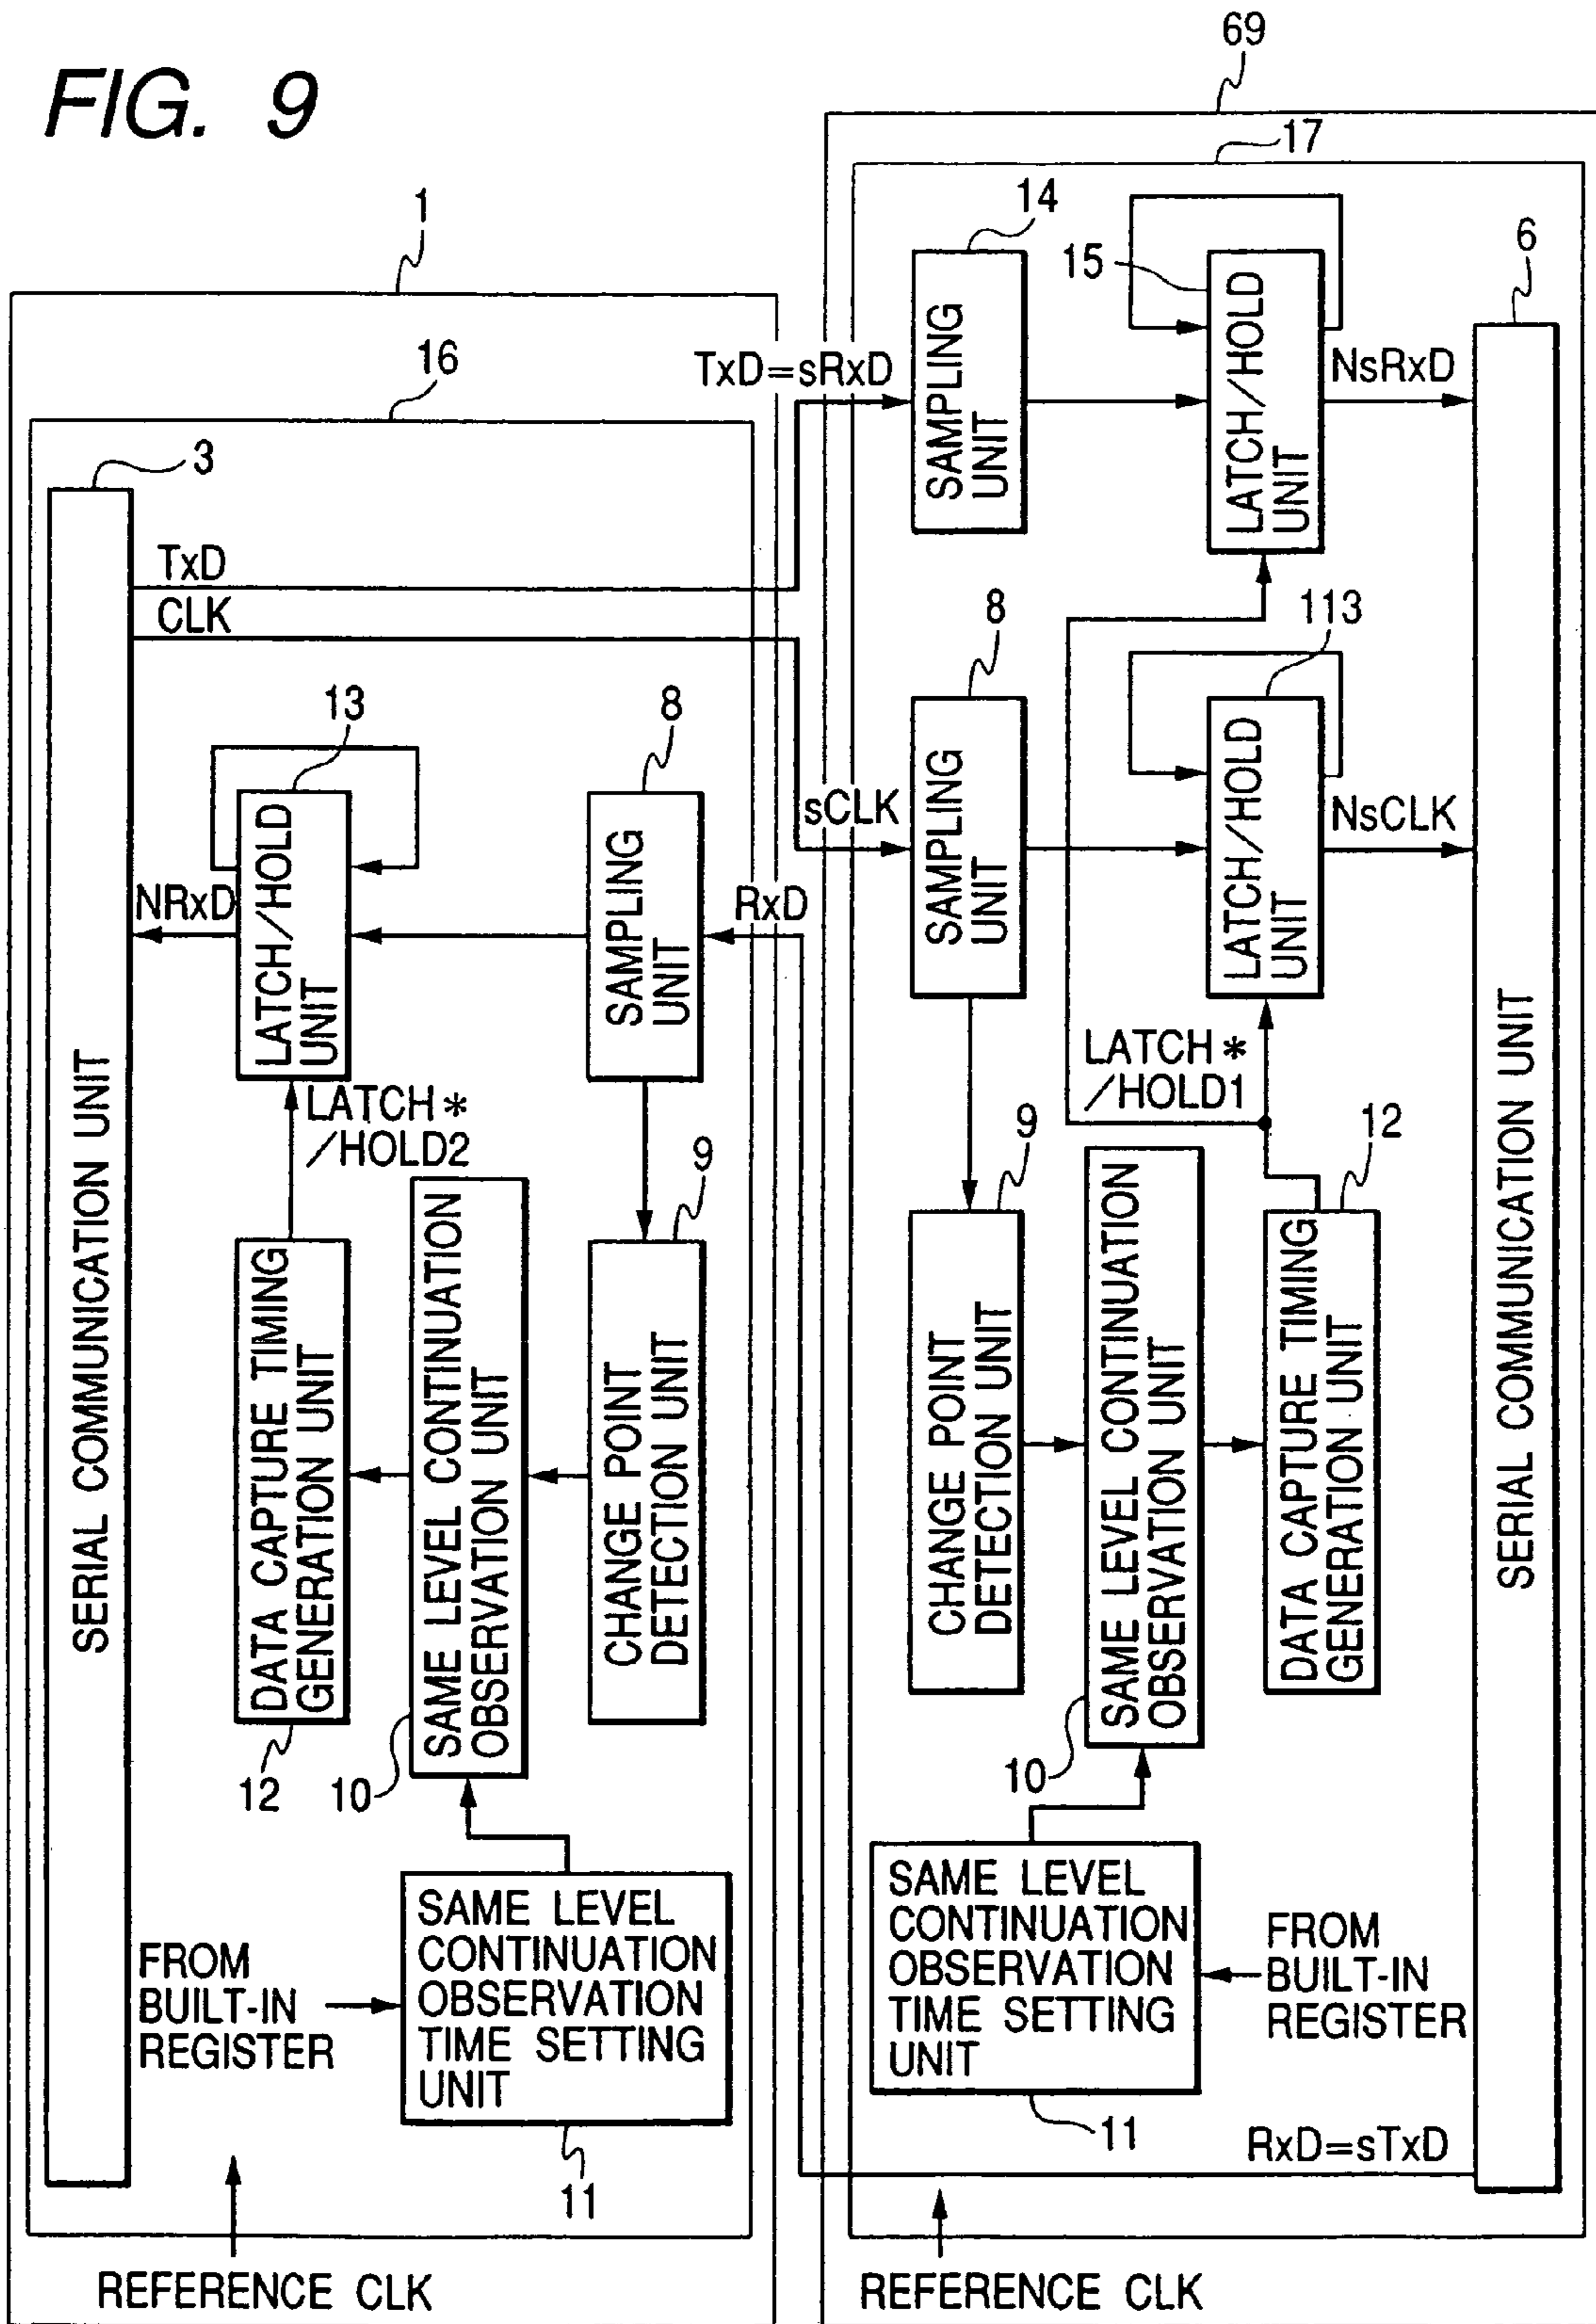 FIG. 9
69
17
1
14
15
6
SAMPLING
UNIT
LATCH/HOLD
UNIT
TxD=sRxD
NsRxD
16
3
TxD
CLK
8
113
13
8
SAMPLING
UNIT
LATCH/HOLD
UNIT
sCLK
NsCLK
LATCH/HOLD
UNIT
SAMPLING
UNIT
NRxD
RxD
LATCH*
/HOLD1
LATCH*
/HOLD2
9
9
12
SERIAL COMMUNICATION UNIT
DATA CAPTURE TIMING
GENERATION UNIT
SAME LEVEL CONTINUATION
OBSERVATION UNIT
CHANGE POINT
DETECTION UNIT
CHANGE POINT
DETECTION UNIT
SAME LEVEL CONTINUATION
OBSERVATION UNIT
DATA CAPTURE TIMING
GENERATION UNIT
SERIAL COMMUNICATION UNIT
12
10
10
SAME LEVEL
CONTINUATION
OBSERVATION
TIME SETTING
UNIT
FROM
BUILT-IN
REGISTER
SAME LEVEL
CONTINUATION
OBSERVATION
TIME SETTING
UNIT
FROM
BUILT-IN
REGISTER
11
11
RxD=sTxD
REFERENCE CLK
REFERENCE CLK